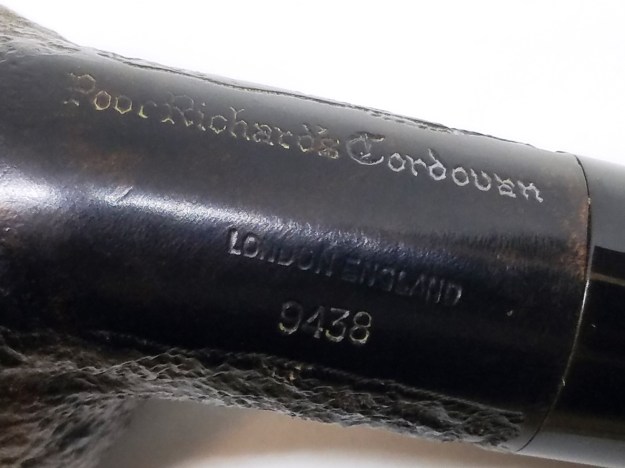 Poor Richard's Cordovan
LONDON ENGLAND
9438